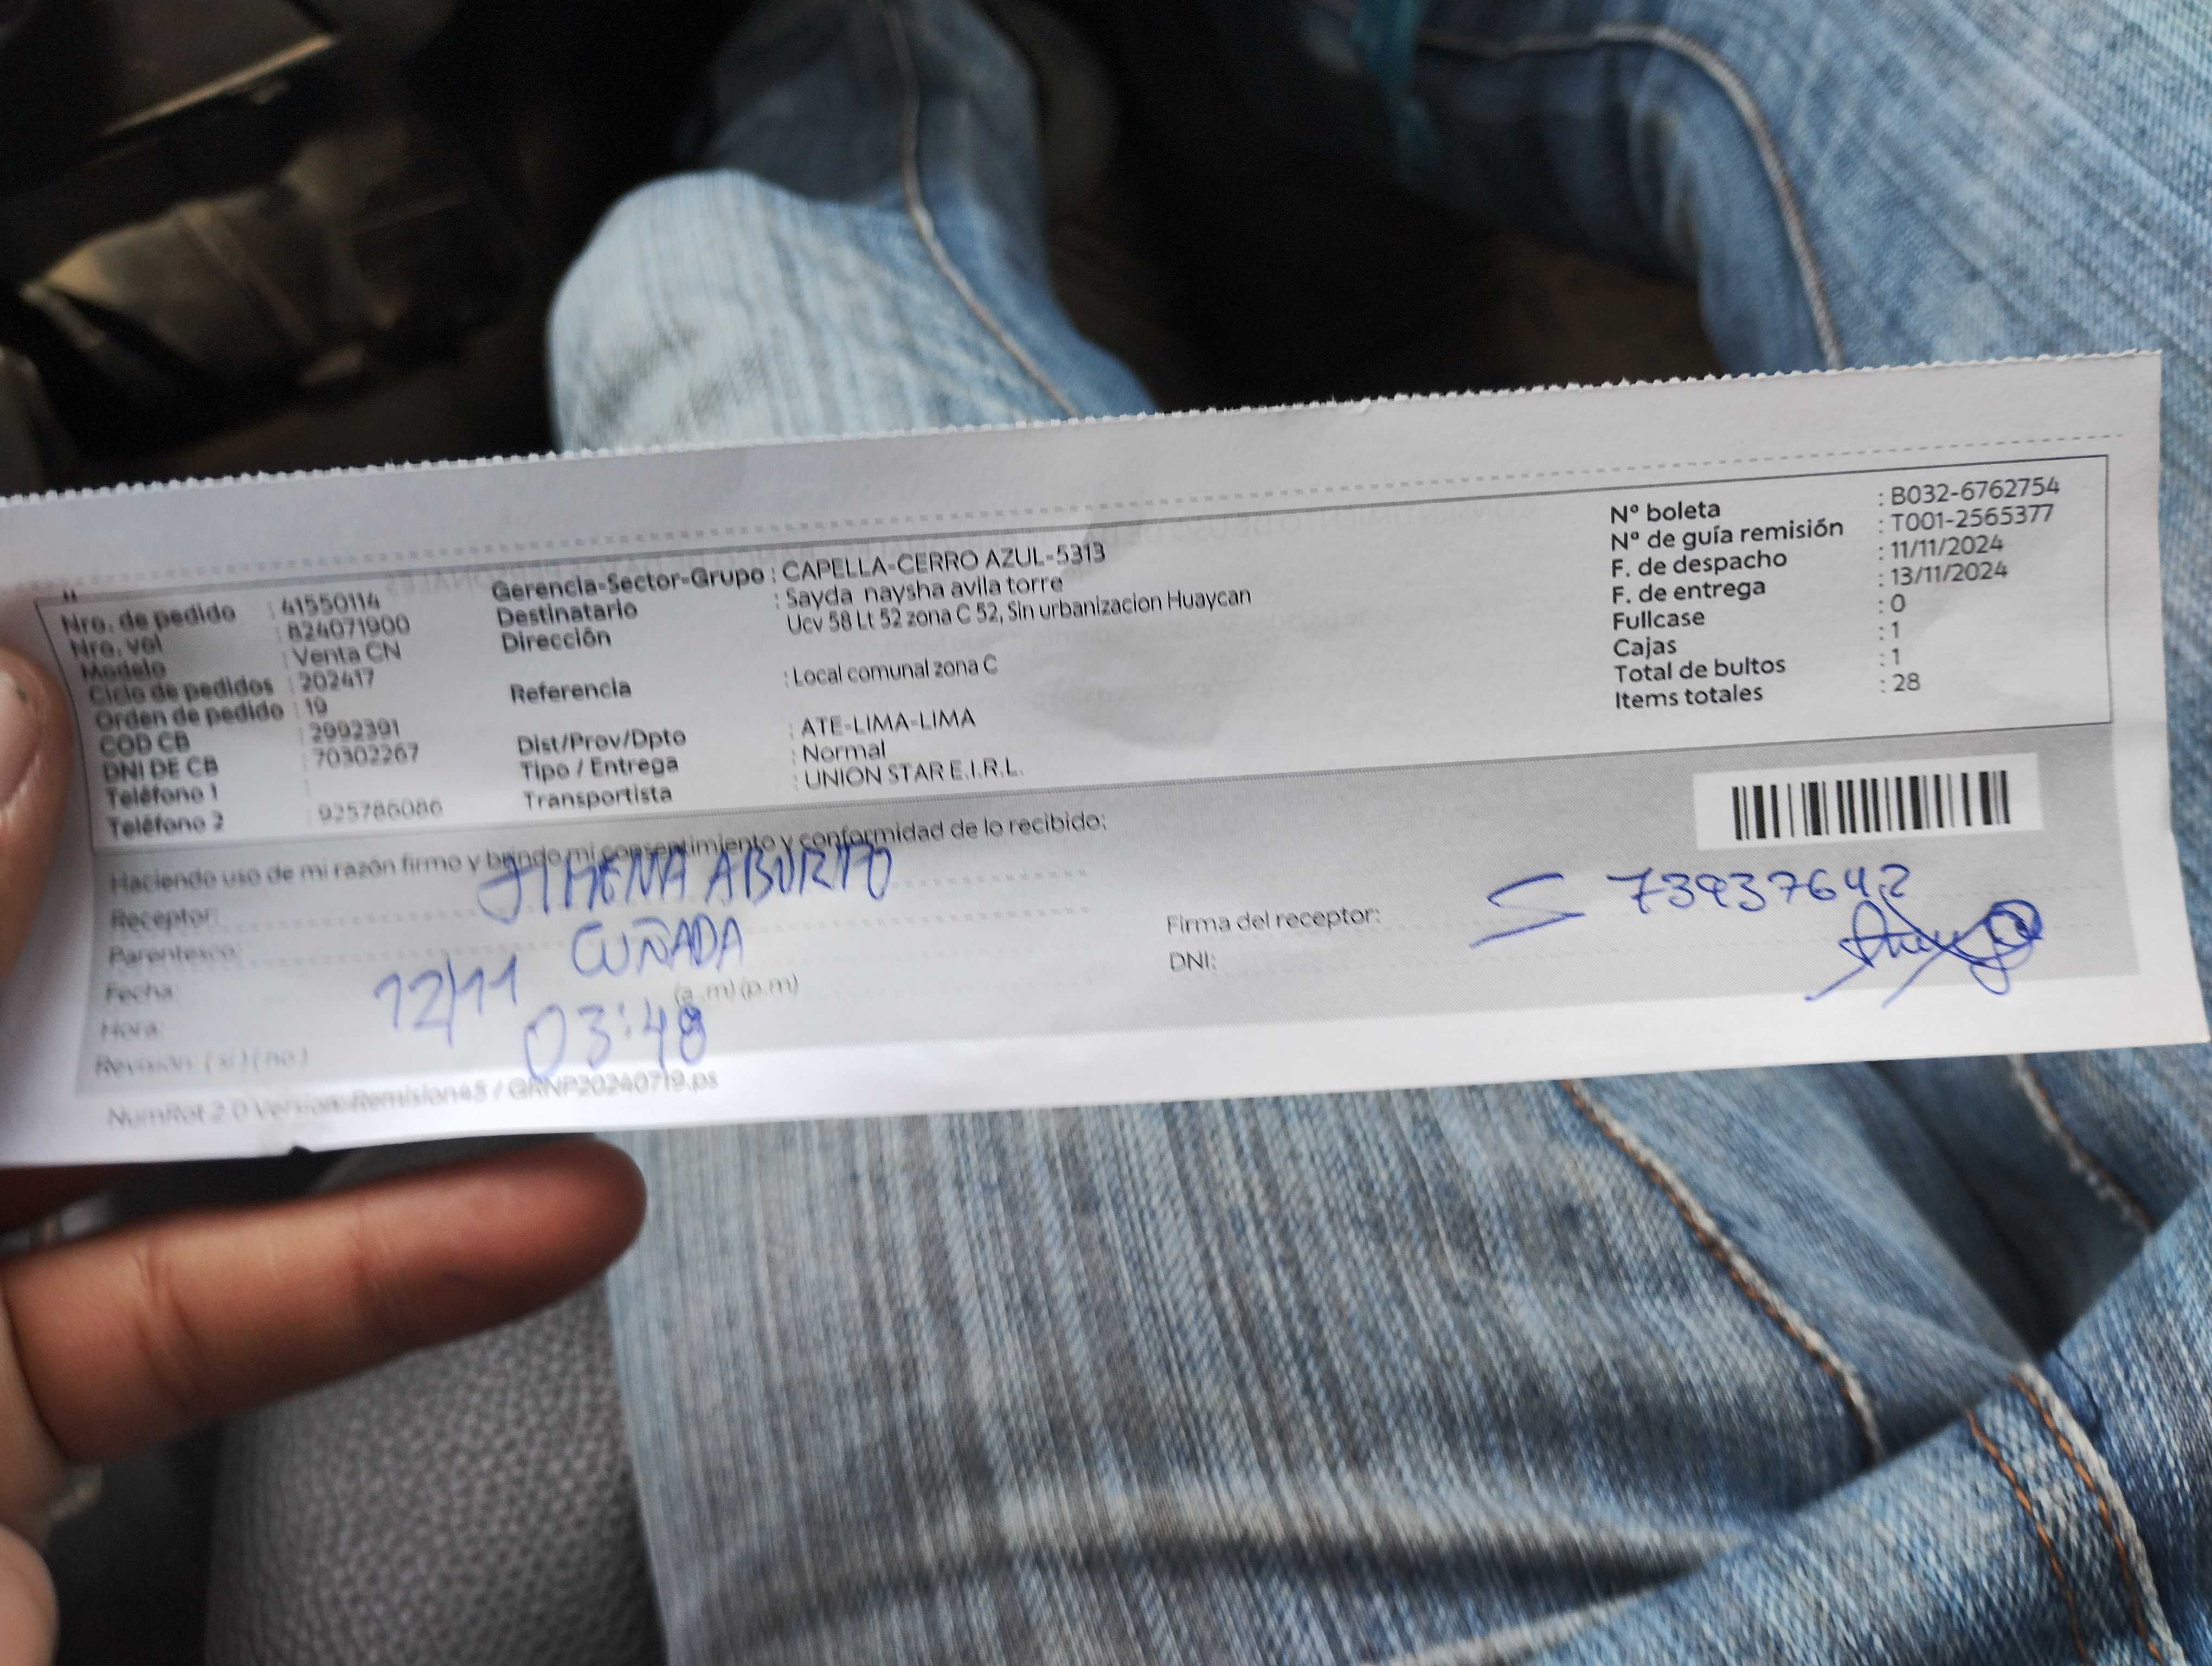 Nro. de pedido : 41550114
Nro. vol : 824071900
Modelo : Venta CN
Ciclo de pedidos : 202417
Orden de pedido : 19
COD CB : 2992391
DNI DE CB : 70302267
Teléfono 1 :
Teléfono 2 : 925786086
Gerencia-Sector-Grupo : CAPELLA-CERRO AZUL-5313
Destinatario : Sayda naysha avila torre
Dirección Ucv 58 Lt 52 zona C 52, Sin urbanizacion Huaycan
Referencia : Local comunal zona C
Dist/Prov/Dpto : ATE-LIMA-LIMA
Tipo / Entrega : Normal
Transportista : UNION STAR E.I.R.L.
Nº boleta : B032-6762754
Nº de guía remisión : T001-2565377
F. de despacho : 11/11/2024
F. de entrega : 13/11/2024
Fullcase : 0
Cajas : 1
Total de bultos : 1
Items totales : 28
Haciendo uso de mi razón firmo y brindo mi consentimiento y conformidad de lo recibido:
Receptor: JIMENA ABURTO
Parentesco: CUÑADA
Fecha: 12/11
Hora: 03:48 (a.m) (p.m)
Revisión: (si) (no)
Firma del receptor: 73937642
DNI:
NumRot 2.0 Version:Remision45 / GRNP20240719.ps